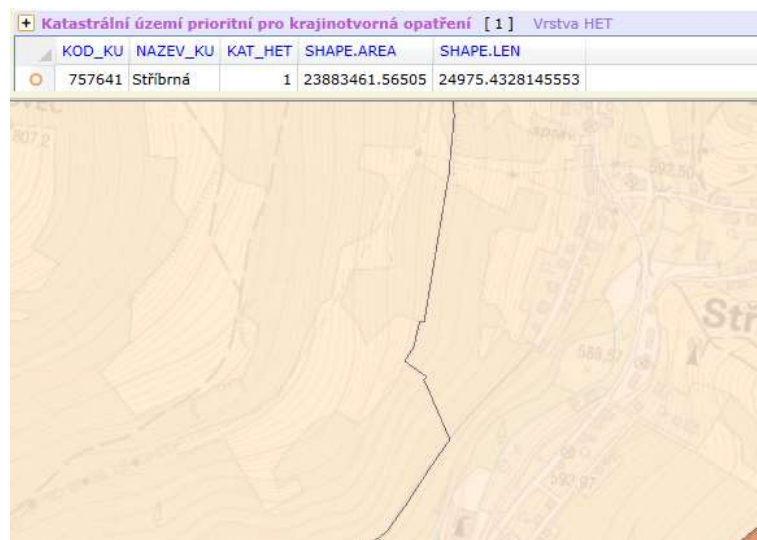 + Katastrální území prioritní pro krajinotvorná opatření [ 1 ] Vrstva HET
KOD_KU NAZEV_KU KAT_HET SHAPE.AREA SHAPE.LEN
757641 Stříbrná 1 23883461.56505 24975.4328145553
807,2
592,50
Stř
588,57
592,97